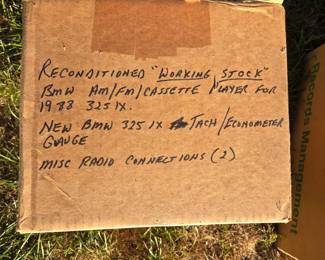 RECONDITIONED "WORKING STOCK"
BMW AM/FM/CASSETTE PLAYER FOR
1988 325 IX.
NEW BMW 325 IX TACH/ECONOMETER
GUAGE
MISC RADIO CONNECTIONS (2)
Records Management